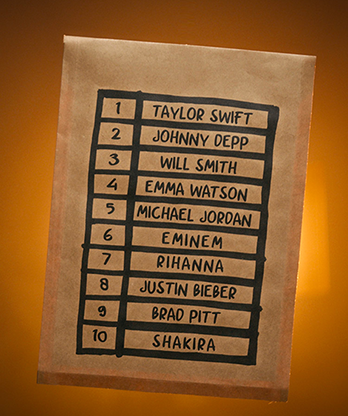 1 TAYLOR SWIFT
2 JOHNNY DEPP
3 WILL SMITH
4 EMMA WATSON
5 MICHAEL JORDAN
6 EMINEM
7 RIHANNA
8 JUSTIN BIEBER
9 BRAD PITT
10 SHAKIRA